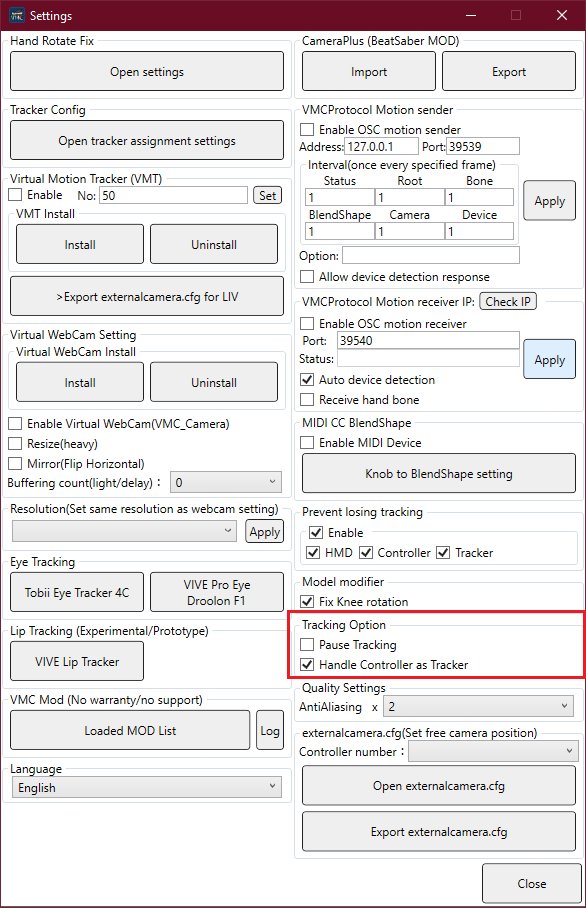 VMC
Settings
Hand Rotate Fix
Open settings
Tracker Config
Open tracker assignment settings
Virtual Motion Tracker (VMT)
Enable No: 50 Set
VMT Install
Install Uninstall
>Export externalcamera.cfg for LIV
Virtual WebCam Setting
Virtual WebCam Install
Install Uninstall
Enable Virtual WebCam(VMC_Camera)
Resize(heavy)
Mirror(Flip Horizontal)
Buffering count(light/delay)： 0
Resolution(Set same resolution as webcam setting)
Apply
Eye Tracking
Tobii Eye Tracker 4C
VIVE Pro Eye
Droolon F1
Lip Tracking (Experimental/Prototype)
VIVE Lip Tracker
VMC Mod (No warranty/no support)
Loaded MOD List Log
Language
English
CameraPlus (BeatSaber MOD)
Import Export
VMCProtocol Motion sender
Enable OSC motion sender
Address: 127.0.0.1 Port: 39539
Interval(once every specified frame)
Status Root Bone
1 1 1
BlendShape Camera Device
1 1 1
Apply
Option:
Allow device detection response
VMCProtocol Motion receiver IP: Check IP
Enable OSC motion receiver
Port: 39540
Status:
Apply
Auto device detection
Receive hand bone
MIDI CC BlendShape
Enable MIDI Device
Knob to BlendShape setting
Prevent losing tracking
Enable
HMD Controller Tracker
Model modifier
Fix Knee rotation
Tracking Option
Pause Tracking
Handle Controller as Tracker
Quality Settings
AntiAliasing x 2
externalcamera.cfg(Set free camera position)
Controller number：
Open externalcamera.cfg
Export externalcamera.cfg
Close